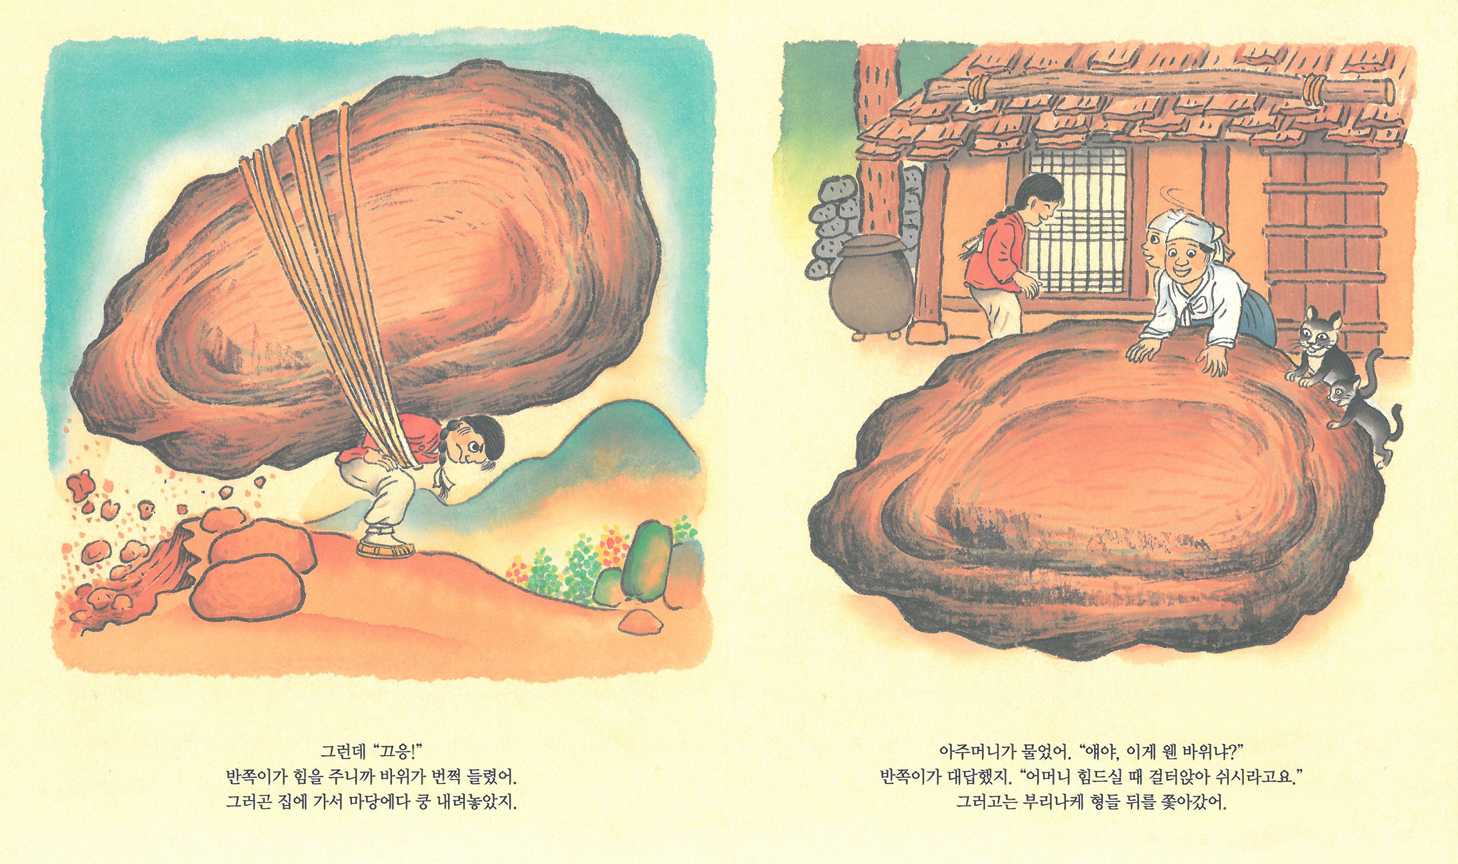 그런데 “끄응!”
반쪽이가 힘을 주니까 바위가 번쩍 들렸어.
그러곤 집에 가서 마당에다 쿵 내려놓았지.
아주머니가 물었어. “얘야, 이게 웬 바위냐?”
반쪽이가 대답했지. “어머니 힘드실 때 걸터앉아 쉬시라고요.”
그러고는 부리나케 형들 뒤를 쫓아갔어.